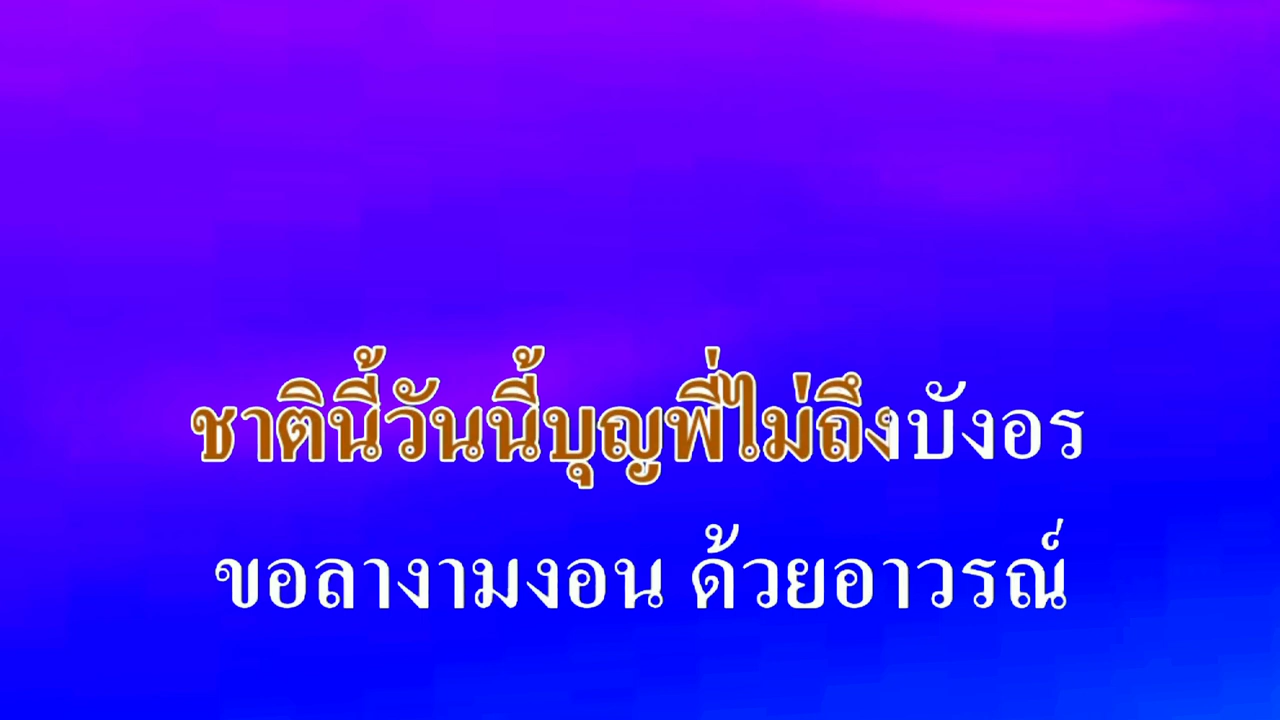 ชาตินี้วันนี้บุญพี่ไม่ถึงบังอร
ขอลางามงอน ด้วยอาวรณ์